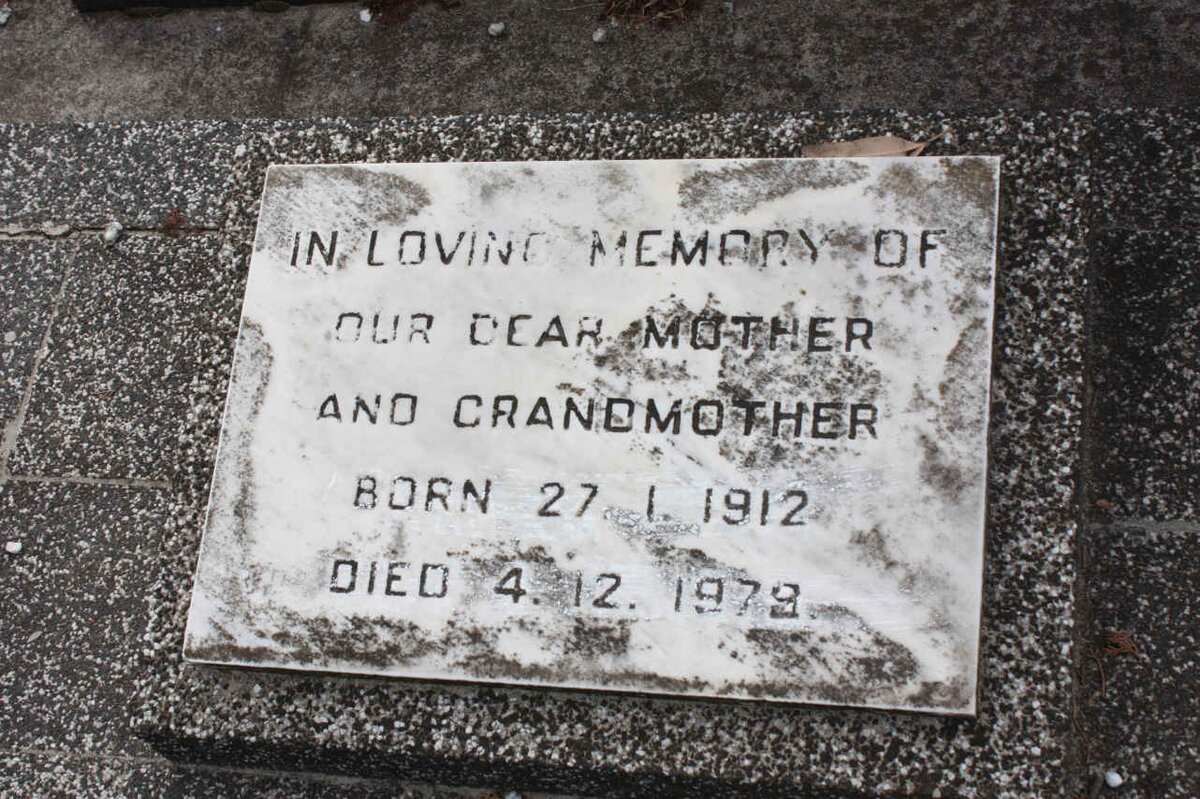 IN LOVING MEMORY OF
OUR DEAR MOTHER
AND GRANDMOTHER
BORN 27. 1. 1912
DIED 4. 12. 1979